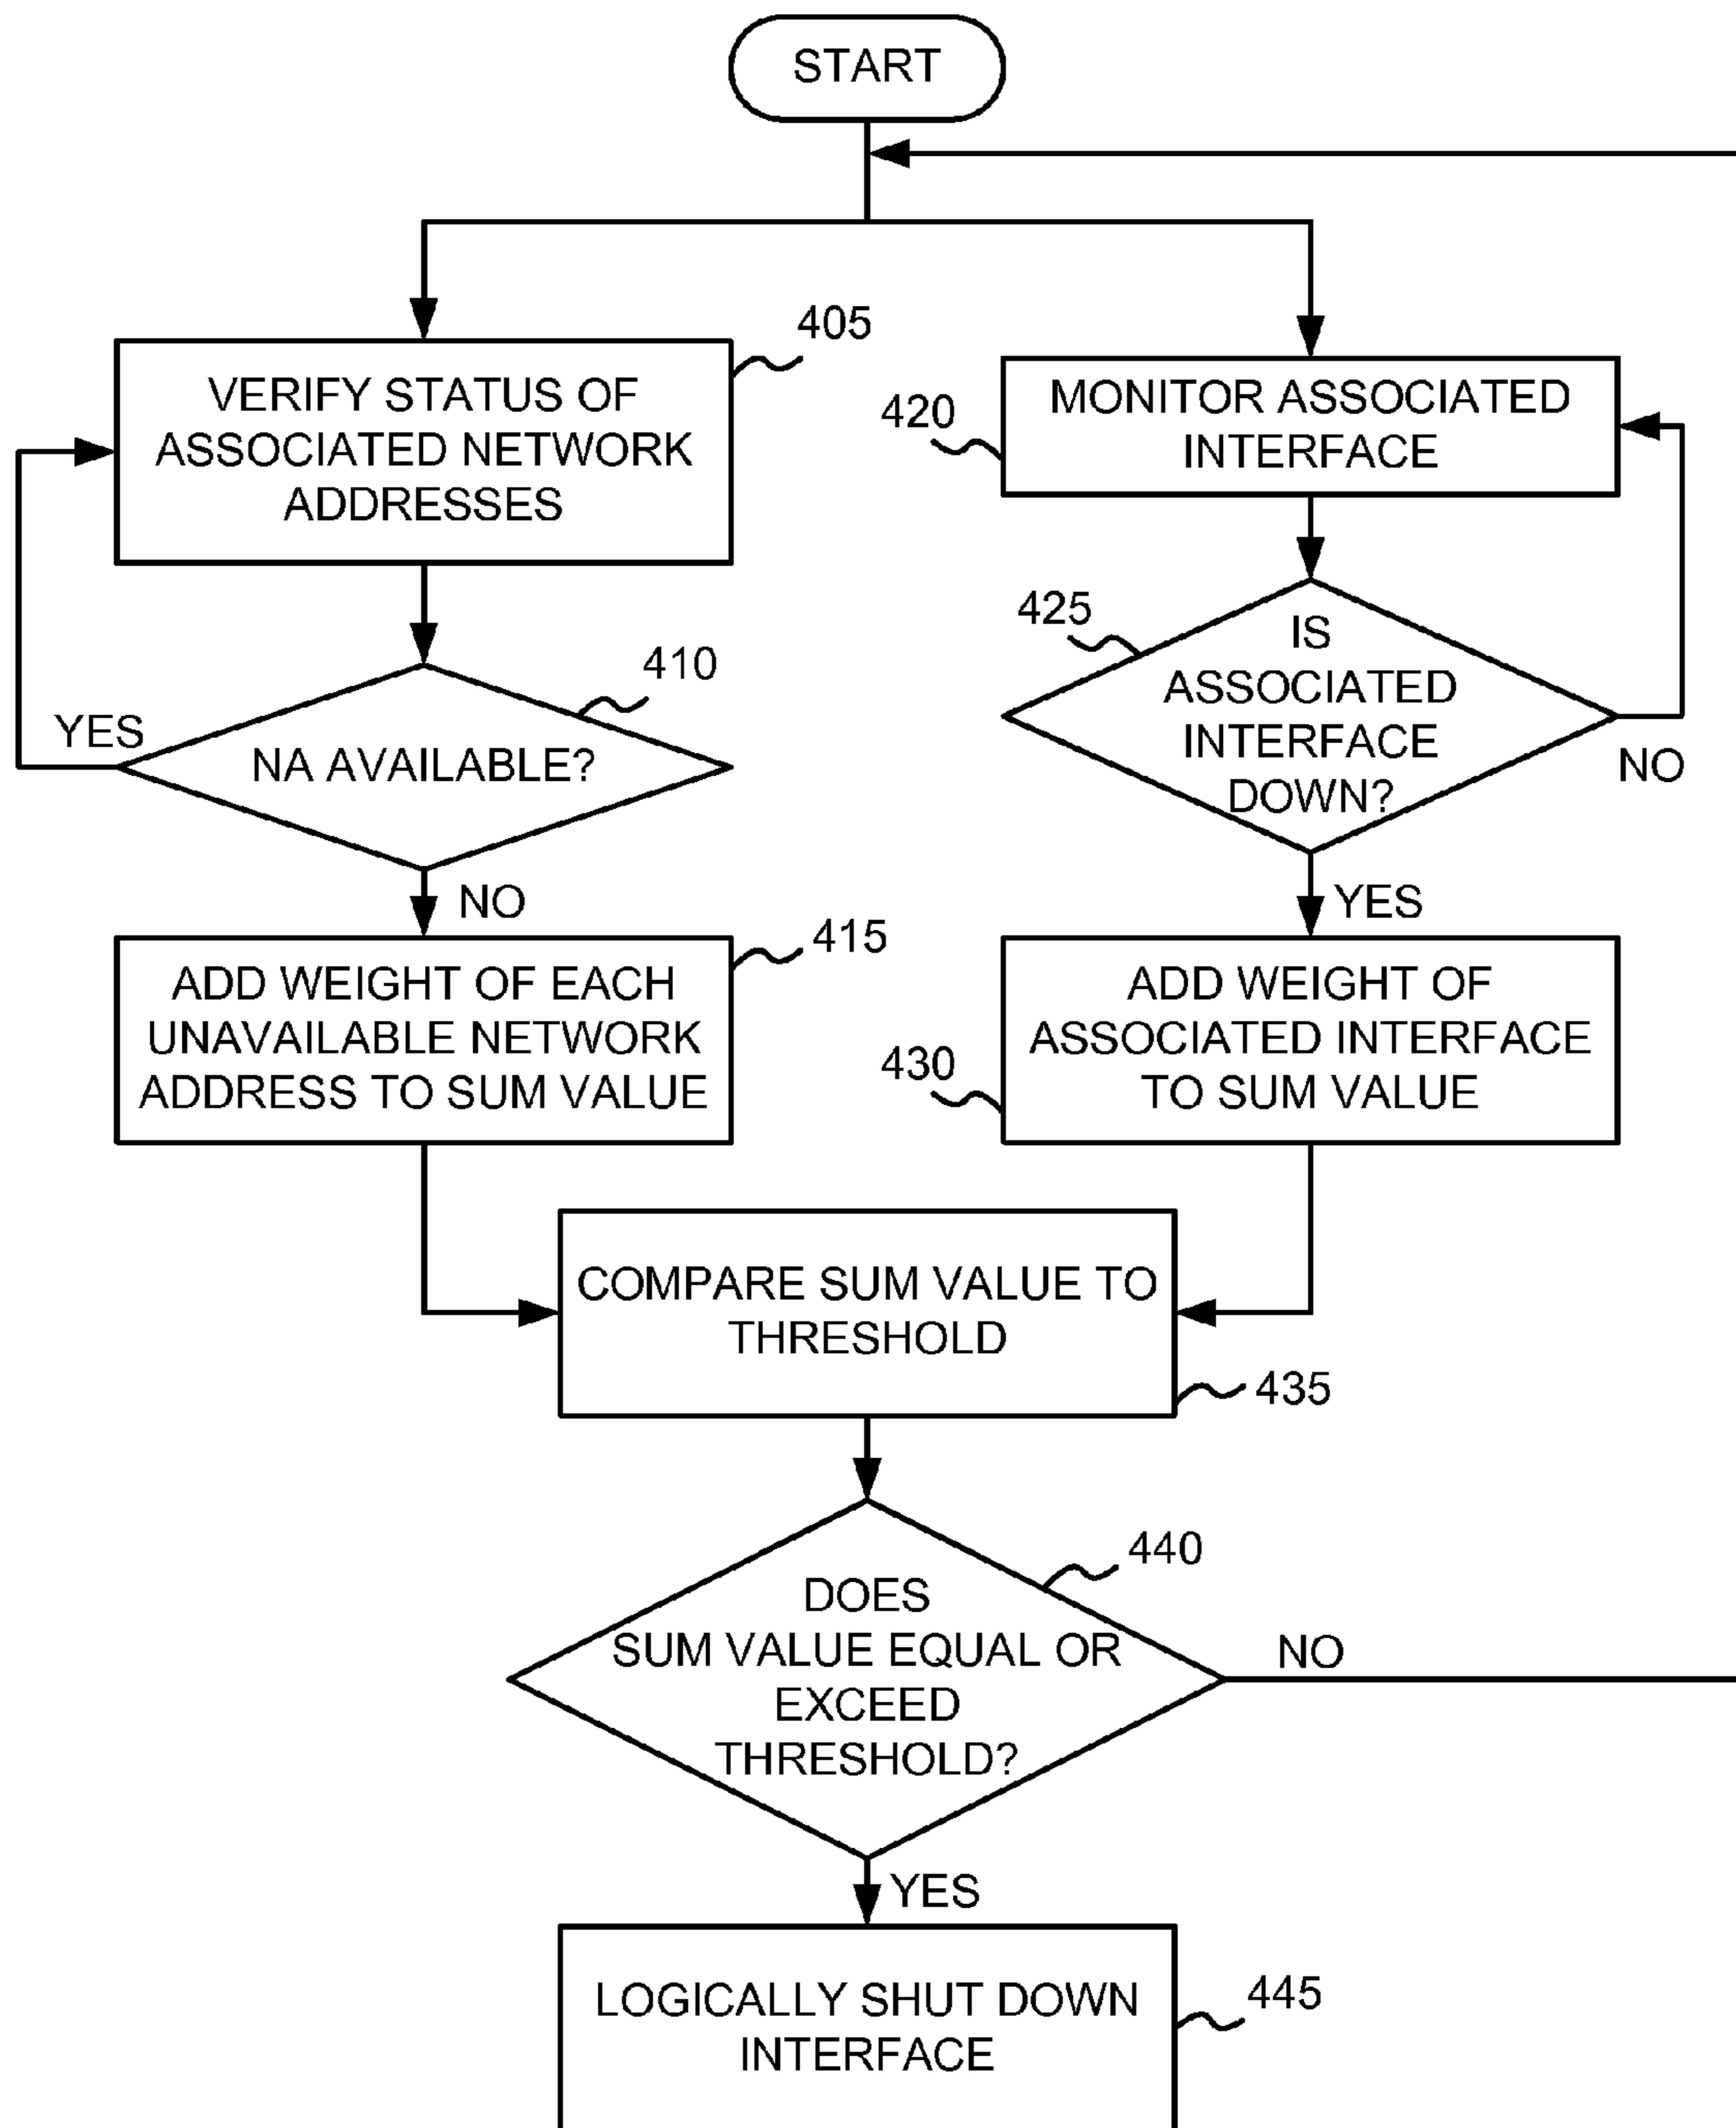 START
405
VERIFY STATUS OF
ASSOCIATED NETWORK
ADDRESSES
420
MONITOR ASSOCIATED
INTERFACE
410
YES
NA AVAILABLE?
NO
425
IS
ASSOCIATED
INTERFACE
DOWN?
NO
YES
415
ADD WEIGHT OF EACH
UNAVAILABLE NETWORK
ADDRESS TO SUM VALUE
430
ADD WEIGHT OF
ASSOCIATED INTERFACE
TO SUM VALUE
COMPARE SUM VALUE TO
THRESHOLD
435
440
DOES
SUM VALUE EQUAL OR
EXCEED
THRESHOLD?
NO
YES
LOGICALLY SHUT DOWN
INTERFACE
445